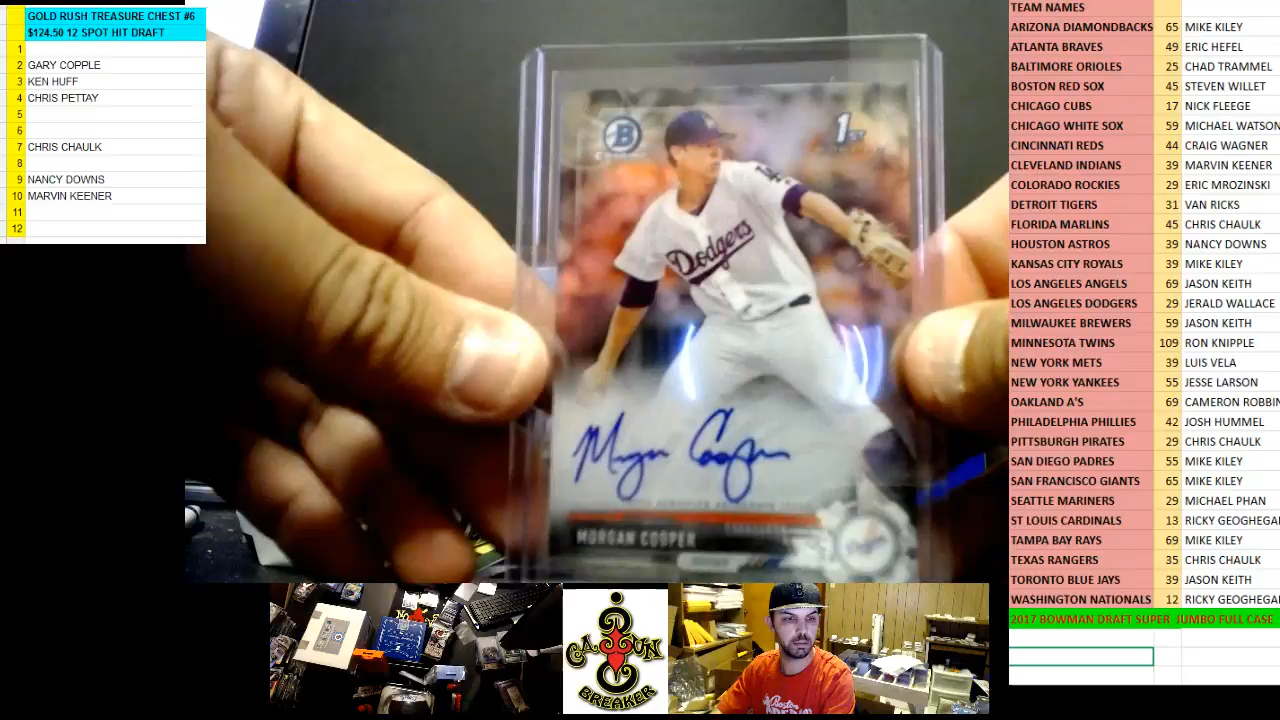 GOLD RUSH TREASURE CHEST #6
$124.50 12 SPOT HIT DRAFT
1
2 GARY COPPLE
3 KEN HUFF
4 CHRIS PETTAY
5
6
7 CHRIS CHAULK
8
9 NANCY DOWNS
10 MARVIN KEENER
11
12
B
1ST
Dodgers
LA
Morgan Cooper
MORGAN COOPER
CAJUN
BREAKER
Boston
TEAM NAMES
ARIZONA DIAMONDBACKS 65 MIKE KILEY
ATLANTA BRAVES 49 ERIC HEFEL
BALTIMORE ORIOLES 25 CHAD TRAMMEL
BOSTON RED SOX 45 STEVEN WILLET
CHICAGO CUBS 17 NICK FLEEGE
CHICAGO WHITE SOX 59 MICHAEL WATSON
CINCINNATI REDS 44 CRAIG WAGNER
CLEVELAND INDIANS 39 MARVIN KEENER
COLORADO ROCKIES 29 ERIC MROZINSKI
DETROIT TIGERS 31 VAN RICKS
FLORIDA MARLINS 45 CHRIS CHAULK
HOUSTON ASTROS 39 NANCY DOWNS
KANSAS CITY ROYALS 39 MIKE KILEY
LOS ANGELES ANGELS 69 JASON KEITH
LOS ANGELES DODGERS 29 JERALD WALLACE
MILWAUKEE BREWERS 59 JASON KEITH
MINNESOTA TWINS 109 RON KNIPPLE
NEW YORK METS 39 LUIS VELA
NEW YORK YANKEES 55 JESSE LARSON
OAKLAND A'S 69 CAMERON ROBBIN
PHILADELPHIA PHILLIES 42 JOSH HUMMEL
PITTSBURGH PIRATES 29 CHRIS CHAULK
SAN DIEGO PADRES 55 MIKE KILEY
SAN FRANCISCO GIANTS 65 MIKE KILEY
SEATTLE MARINERS 29 MICHAEL PHAN
ST LOUIS CARDINALS 13 RICKY GEOGHEGA
TAMPA BAY RAYS 69 MIKE KILEY
TEXAS RANGERS 35 CHRIS CHAULK
TORONTO BLUE JAYS 39 JASON KEITH
WASHINGTON NATIONALS 12 RICKY GEOGHEGA
2017 BOWMAN DRAFT SUPER JUMBO FULL CASE